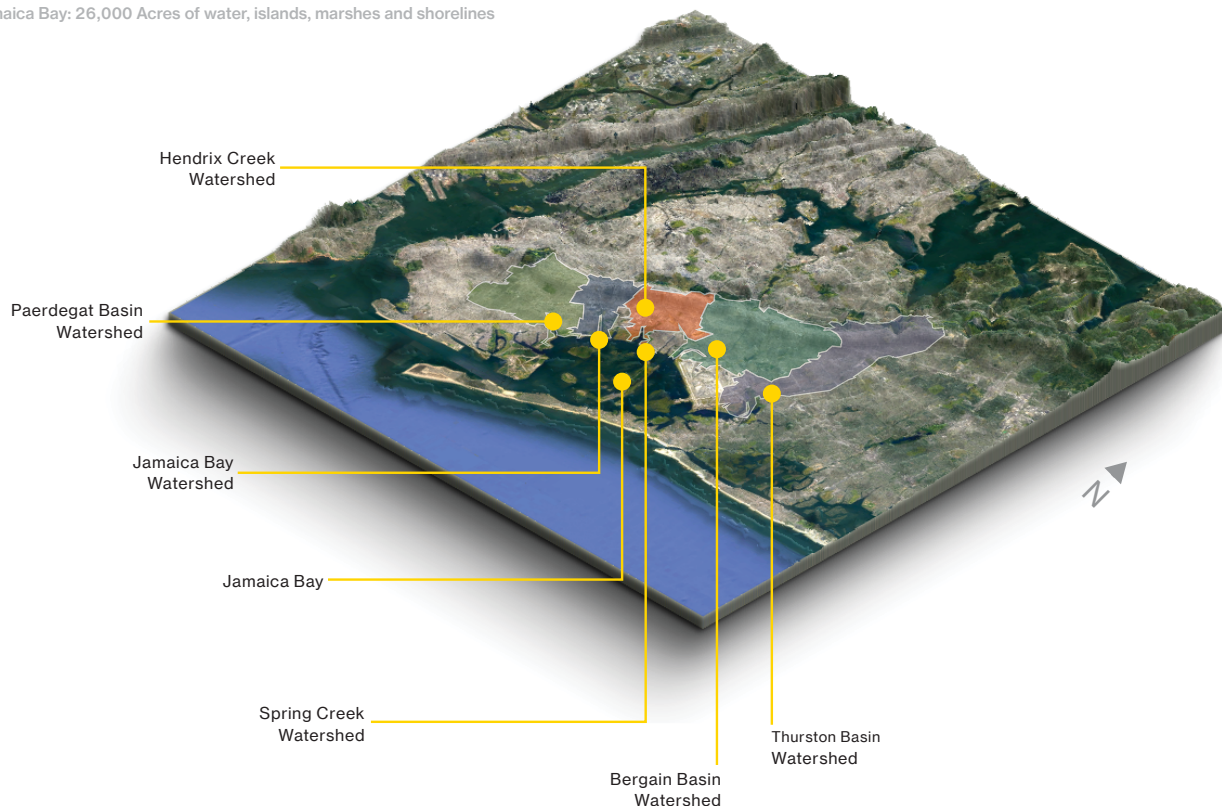 Bay: 26,000 Acres of water, islands, marshes and shorelines
Hendrix Creek
Watershed
Paerdegat Basin
Watershed
Jamaica Bay
Watershed
N
Jamaica Bay
Spring Creek
Watershed
Thurston Basin
Watershed
Bergain Basin
Watershed